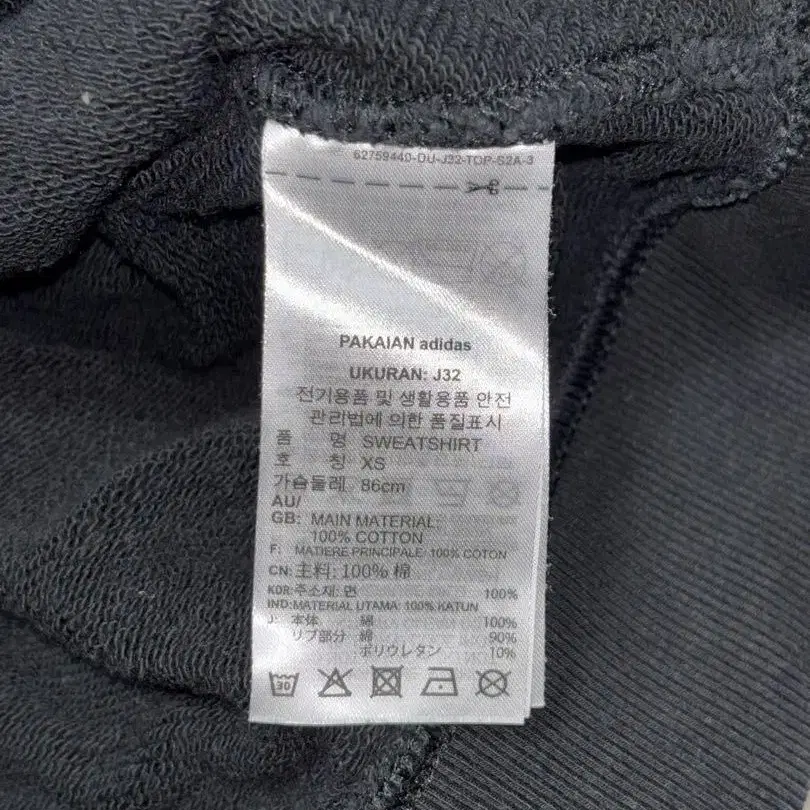 62759440-DU-J32-TOP-S2A-3
PAKAIAN adidas
UKURAN: J32
전기용품 및 생활용품 안전
관리법에 의한 품질표시
품 명 SWEATSHIRT
호 칭 XS
가슴둘레 86cm
AU/
GB: MAIN MATERIAL:
100% COTTON
F: MATIERE PRINCIPALE: 100% COTON
CN: 主料: 100% 棉
KOR: 주소재: 면 100%
IND: MATERIAL UTAMA: 100% KATUN
J: 本体 綿 100%
リブ部分 綿 90%
ポリウレタン 10%
30